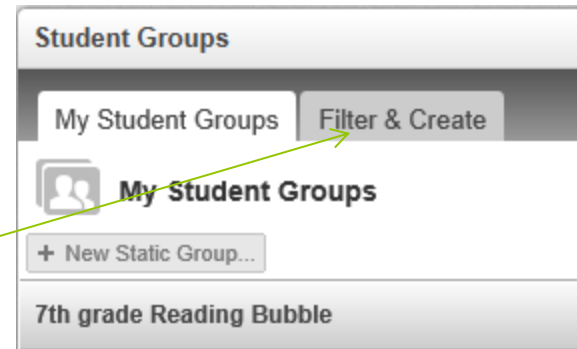 Student Groups
My Student Groups Filter & Create
My Student Groups
+ New Static Group...
7th grade Reading Bubble